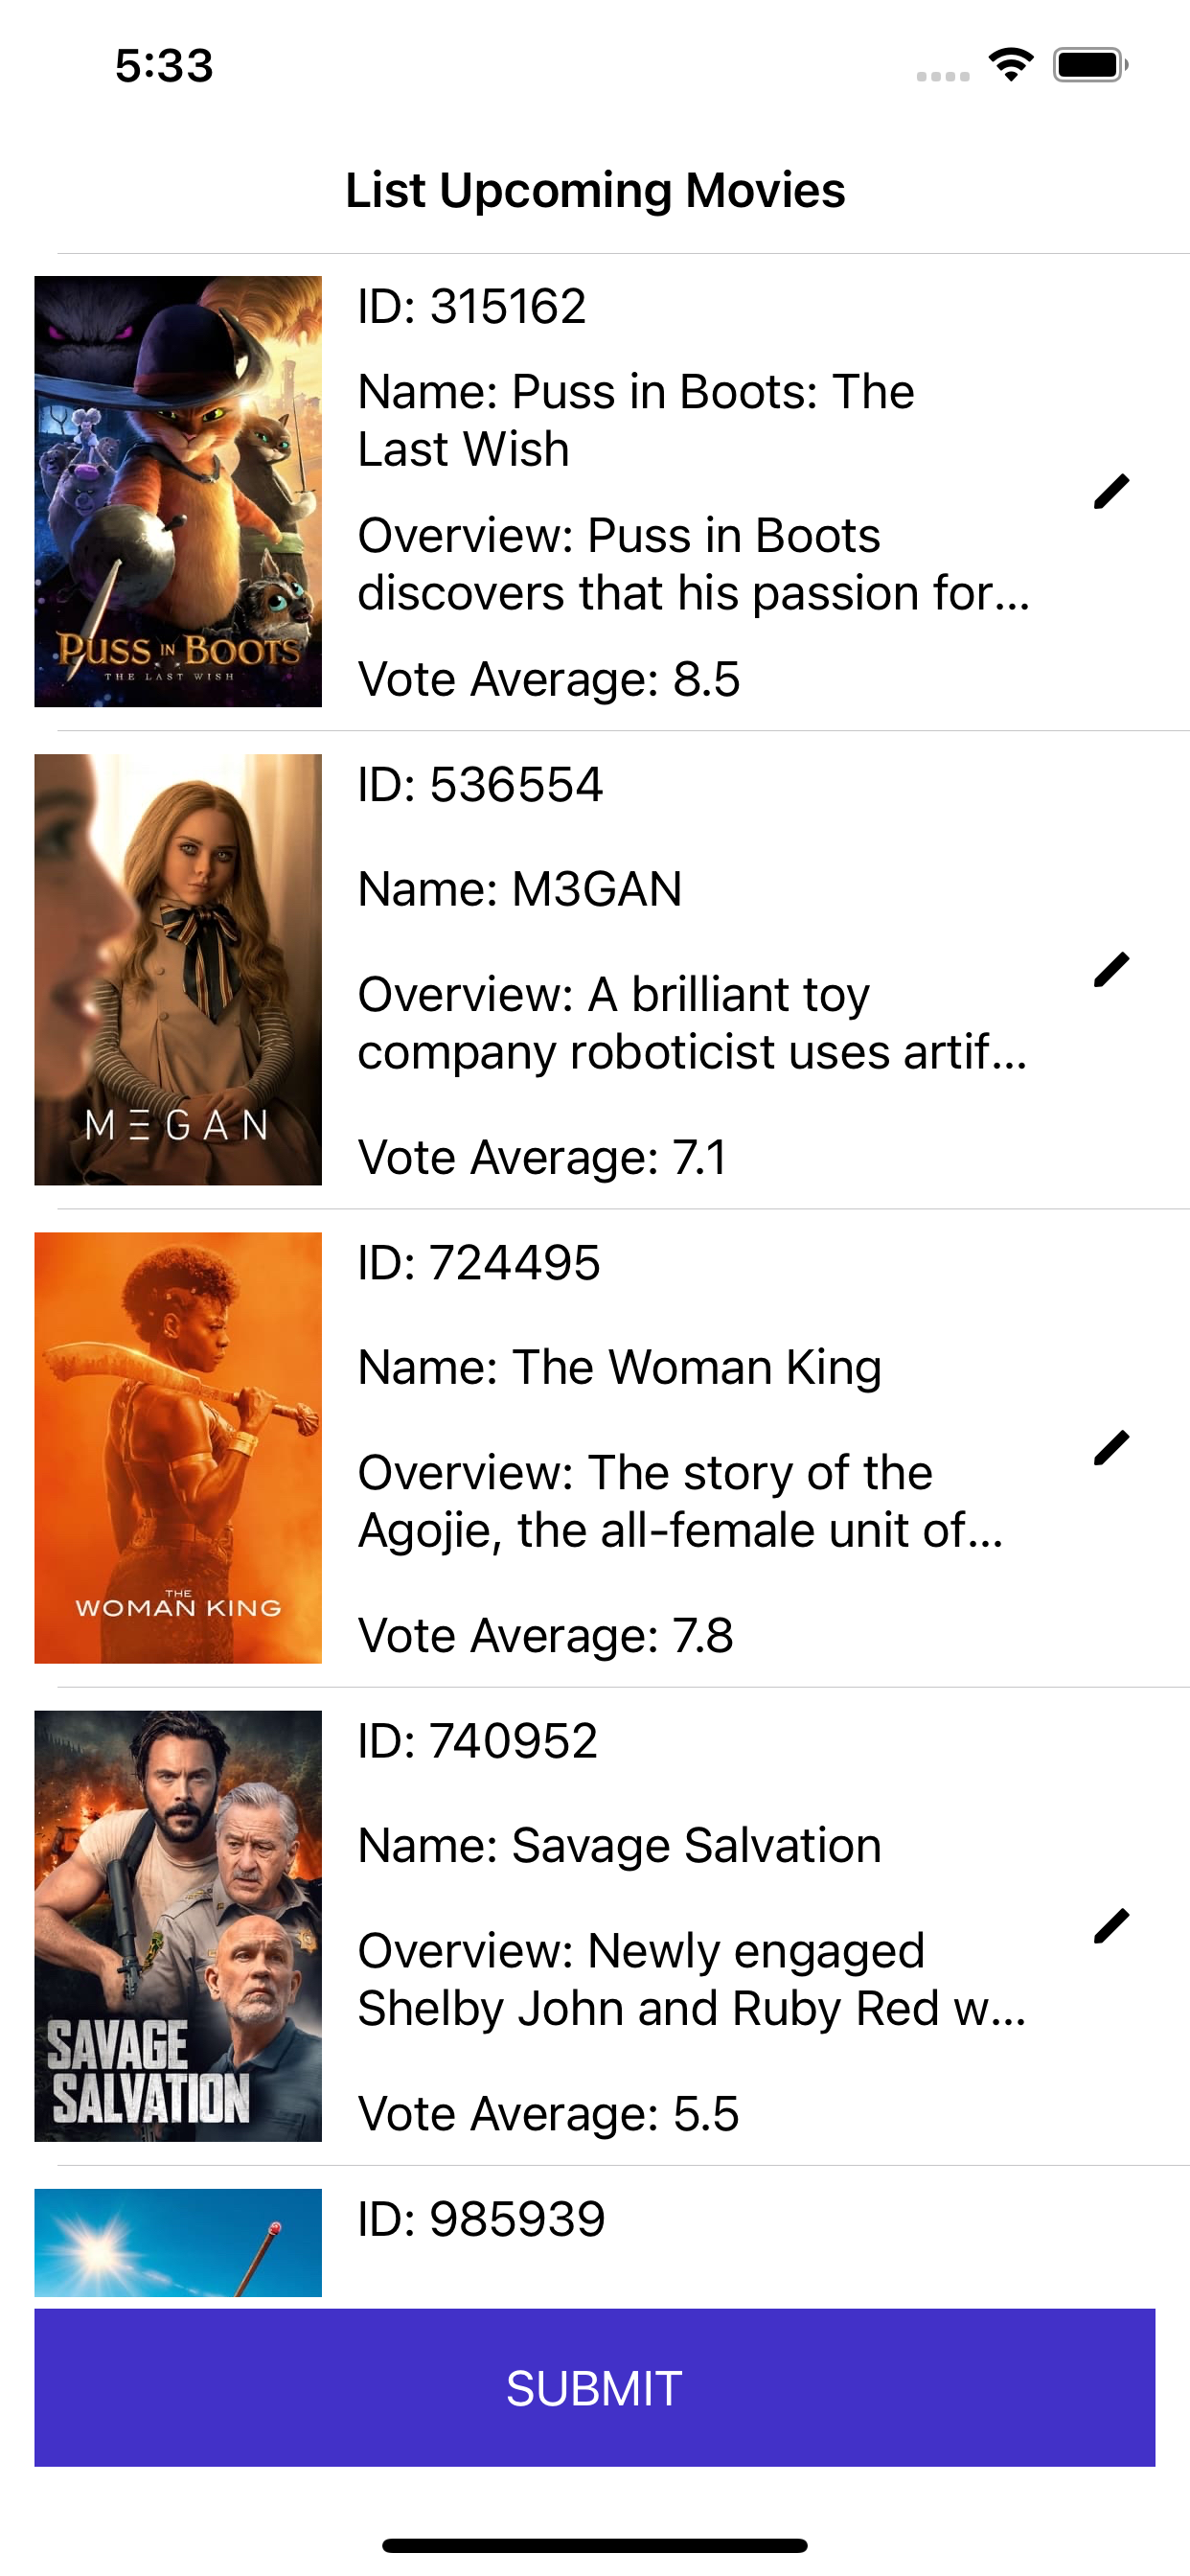 5:33
List Upcoming Movies
PUSS IN BOOTS
THE LAST WISH
ID: 315162
Name: Puss in Boots: The
Last Wish
Overview: Puss in Boots
discovers that his passion for...
Vote Average: 8.5
MΞGAN
ID: 536554
Name: M3GAN
Overview: A brilliant toy
company roboticist uses artif...
Vote Average: 7.1
THE
WOMAN KING
ID: 724495
Name: The Woman King
Overview: The story of the
Agojie, the all-female unit of...
Vote Average: 7.8
SAVAGE
SALVATION
ID: 740952
Name: Savage Salvation
Overview: Newly engaged
Shelby John and Ruby Red w...
Vote Average: 5.5
ID: 985939
SUBMIT